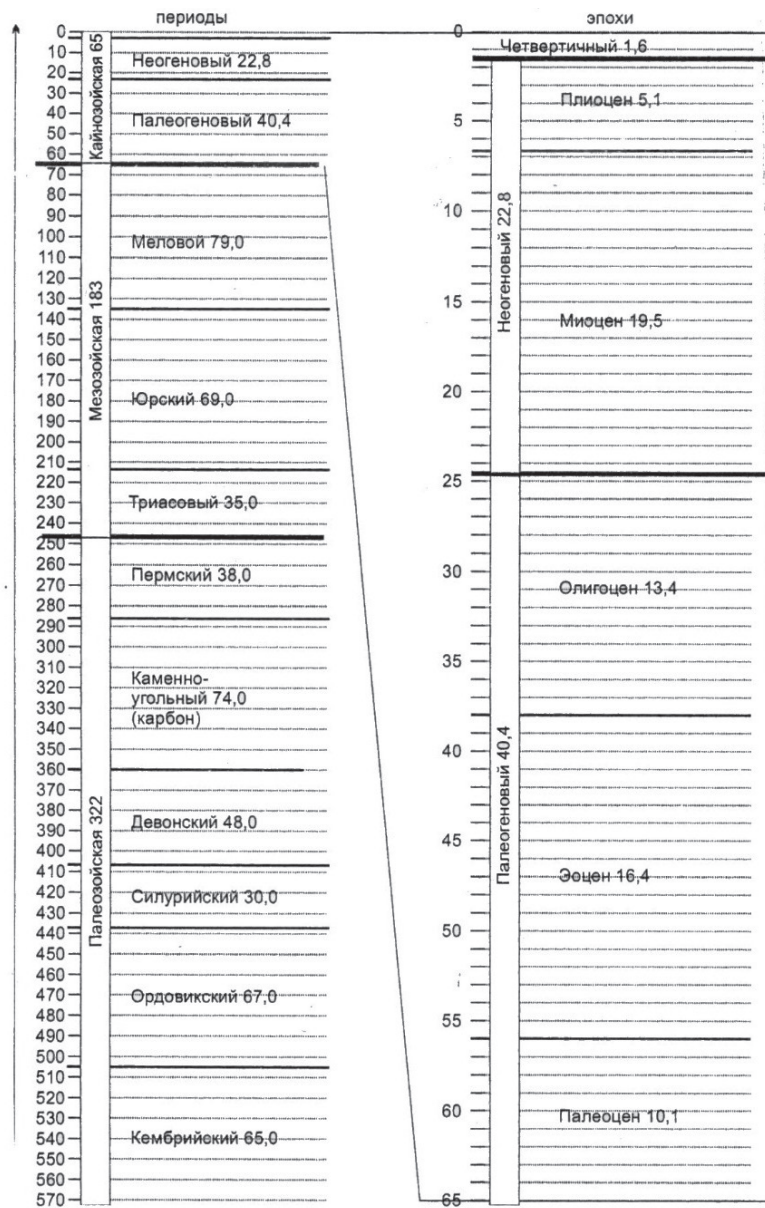 периоды
0
10
20
30
40
50
60
70
80
90
100
110
120
130
140
150
160
170
180
190
200
210
220
230
240
250
260
270
280
290
300
310
320
330
340
350
360
370
380
390
400
410
420
430
440
450
460
470
480
490
500
510
520
530
540
550
560
570
Кайнозойская 65
Мезозойская 183
Палеозойская 322
Неогеновый 22,8
Палеогеновый 40,4
Меловой 79,0
Юрский 69,0
Триасовый 35,0
Пермский 38,0
Каменно-
угольный 74,0
(карбон)
Девонский 48,0
Силурийский 30,0
Ордовикский 67,0
Кембрийский 65,0
эпохи
0
5
10
15
20
25
30
35
40
45
50
55
60
65
Неогеновый 22,8
Палеогеновый 40,4
Четвертичный 1,6
Плиоцен 5,1
Миоцен 19,5
Олигоцен 13,4
Эоцен 16,4
Палеоцен 10,1